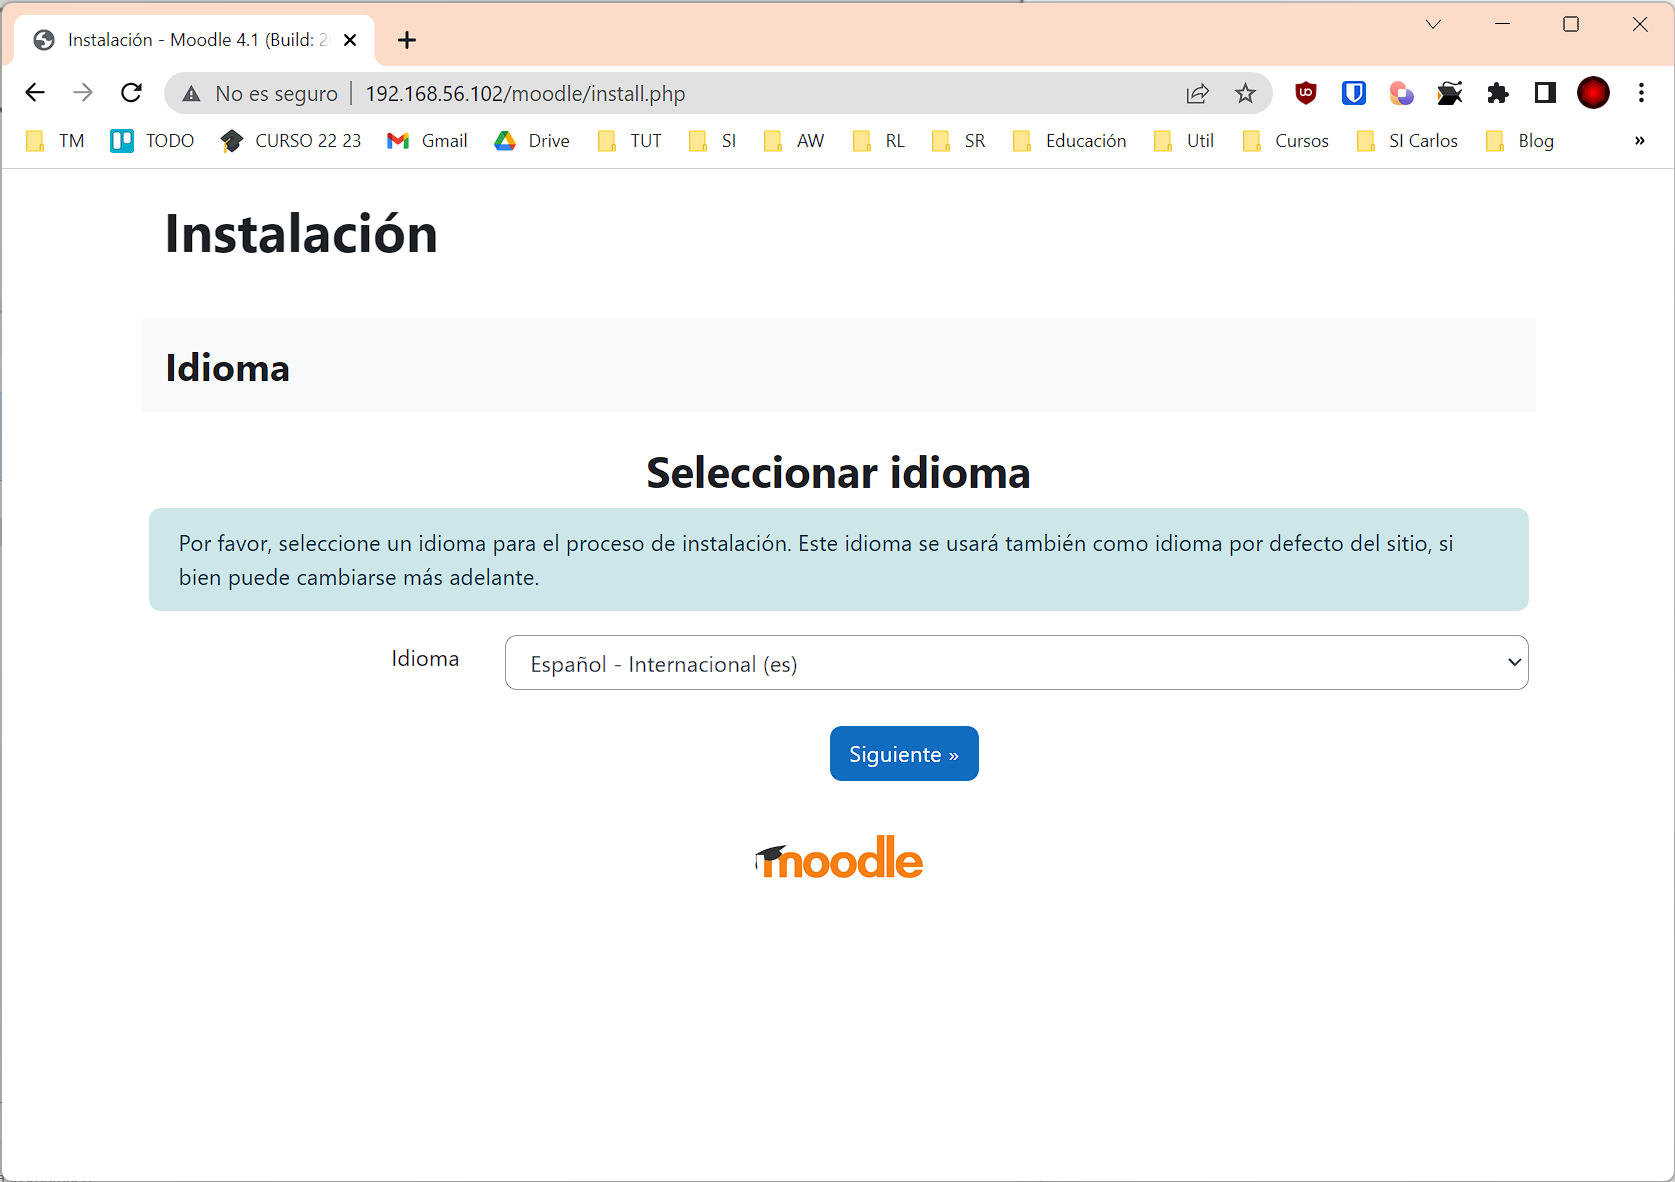 Instalación - Moodle 4.1 (Build: 2
No es seguro 192.168.56.102/moodle/install.php
TM TODO CURSO 22 23 Gmail Drive TUT SI AW RL SR Educación Util Cursos SI Carlos Blog »
Instalación
Idioma
Seleccionar idioma
Por favor, seleccione un idioma para el proceso de instalación. Este idioma se usará también como idioma por defecto del sitio, si
bien puede cambiarse más adelante.
Idioma Español - Internacional (es)
Siguiente »
moodle